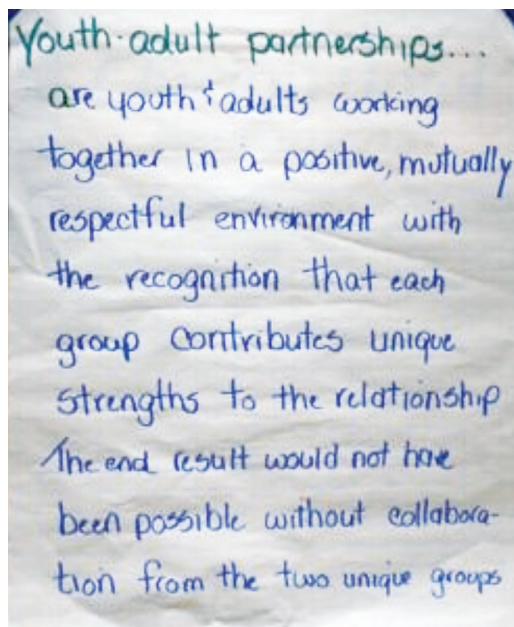 Youth-adult partnerships...
are youth & adults working
together in a positive, mutually
respectful environment with
the recognition that each
group contributes unique
strengths to the relationship
The end result would not have
been possible without collabora-
tion from the two unique groups